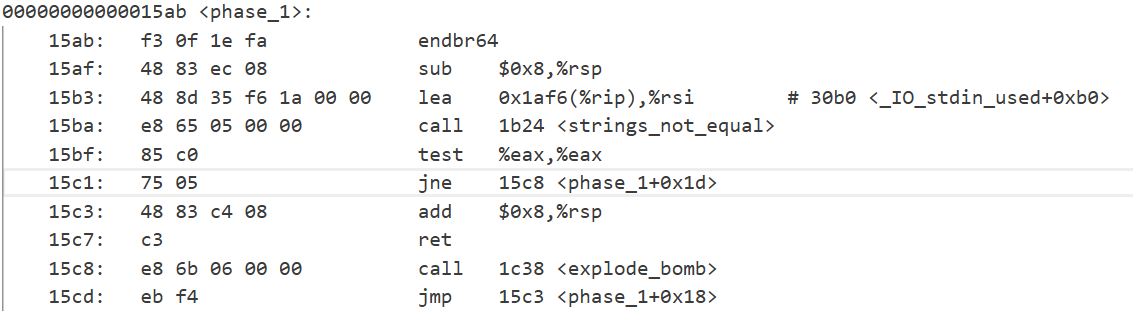 00000000000015ab <phase_1>:
15ab: f3 0f 1e fa endbr64
15af: 48 83 ec 08 sub $0x8,%rsp
15b3: 48 8d 35 f6 1a 00 00 lea 0x1af6(%rip),%rsi # 30b0 <_IO_stdin_used+0xb0>
15ba: e8 65 05 00 00 call 1b24 <strings_not_equal>
15bf: 85 c0 test %eax,%eax
15c1: 75 05 jne 15c8 <phase_1+0x1d>
15c3: 48 83 c4 08 add $0x8,%rsp
15c7: c3 ret
15c8: e8 6b 06 00 00 call 1c38 <explode_bomb>
15cd: eb f4 jmp 15c3 <phase_1+0x18>